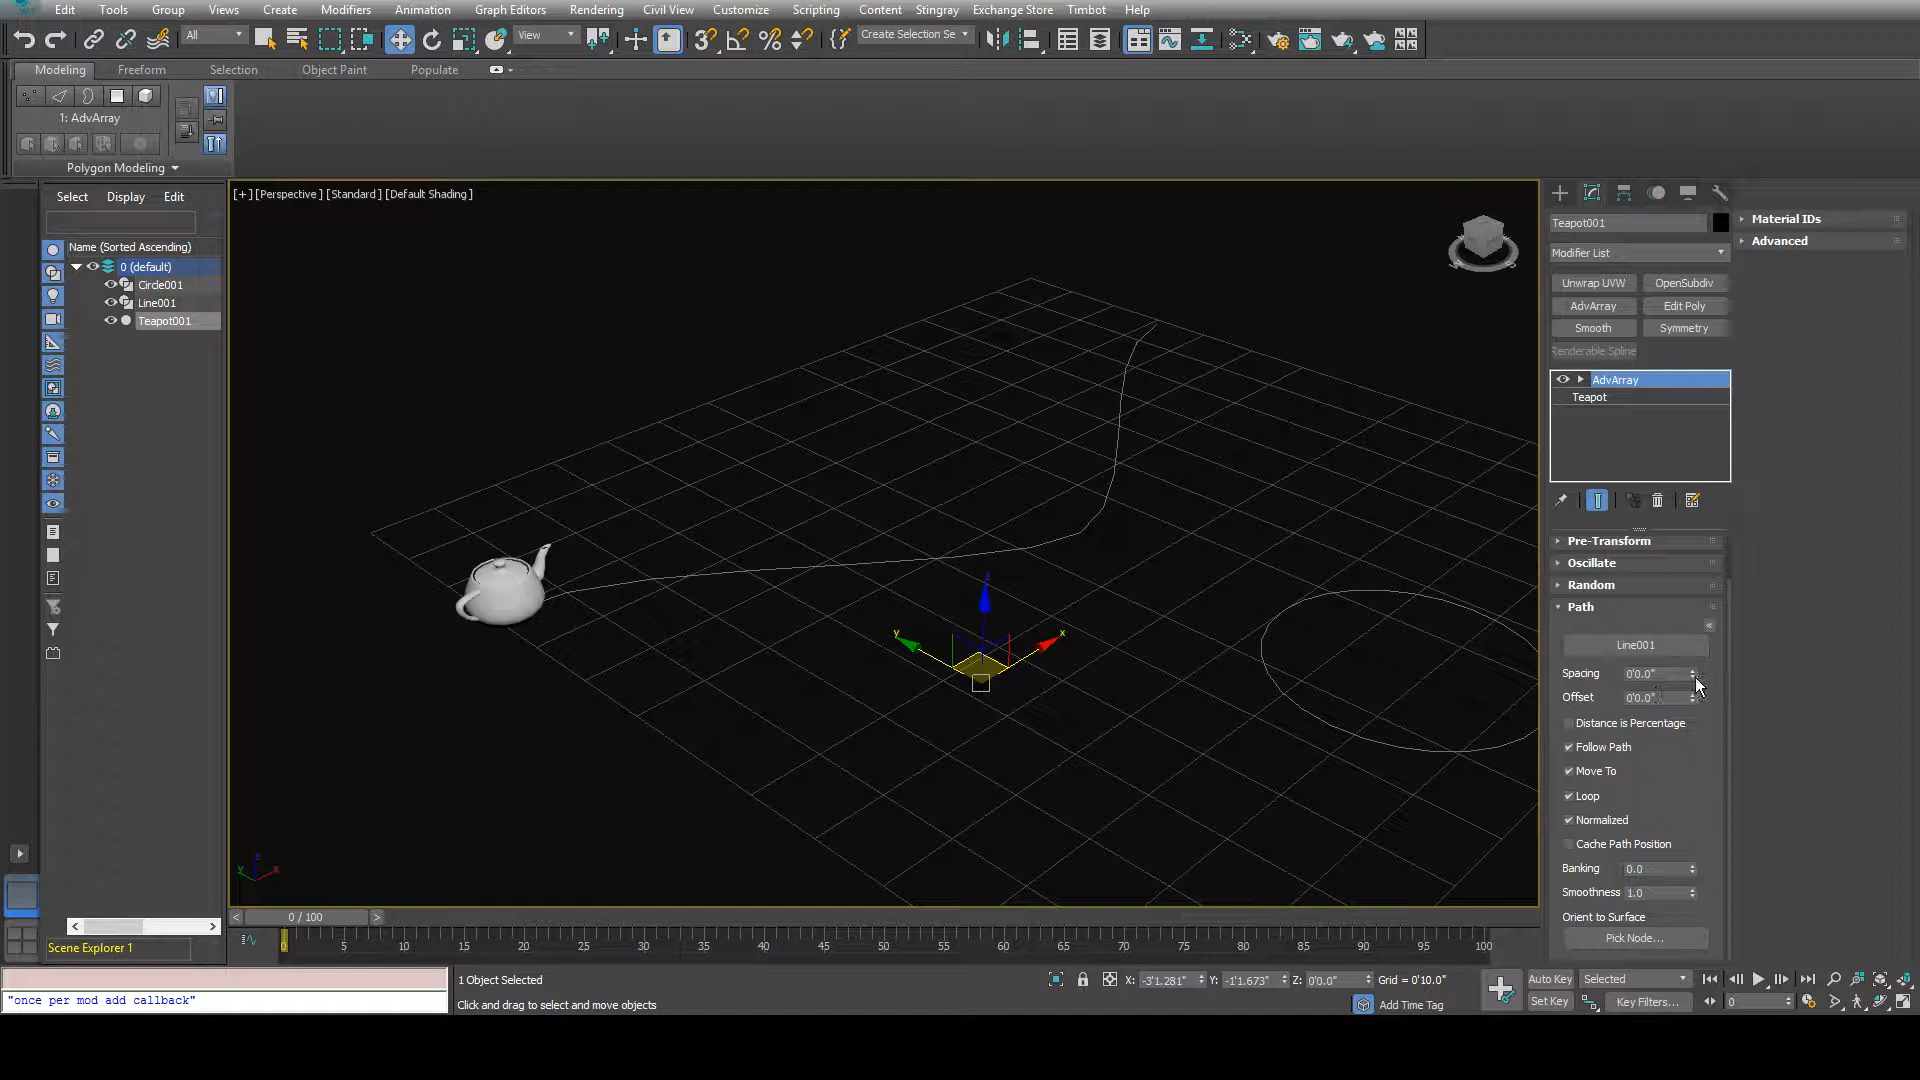 Edit Tools Group Views Create Modifiers Animation Graph Editors Rendering Civil View Customize Scripting Content Stingray Exchange Store Timbot Help
All View Create Selection Se
Modeling Freeform Selection Object Paint Populate
1: AdvArray
Polygon Modeling
Select Display Edit
Name (Sorted Ascending)
0 (default)
Circle001
Line001
Teapot001
[+] [Perspective] [Standard] [Default Shading]
z
y
x
z
y
x
Teapot001
Modifier List
Unwrap UVW OpenSubdiv
AdvArray Edit Poly
Smooth Symmetry
Renderable Spline
AdvArray
Teapot
Pre-Transform
Oscillate
Random
Path
Line001
Spacing 0'0.0"
Offset 0'0.0"
Distance is Percentage
Follow Path
Move To
Loop
Normalized
Cache Path Position
Banking 0.0
Smoothness 1.0
Orient to Surface
Pick Node...
Material IDs
Advanced
< 0 / 100 >
0 5 10 15 20 25 30 35 40 45 50 55 60 65 70 75 80 85 90 95 100
Scene Explorer 1
"once per mod add callback"
1 Object Selected
Click and drag to select and move objects
X: -3'1.281" Y: -1'1.673" Z: 0'0.0" Grid = 0'10.0"
Add Time Tag
Auto Key Selected
Set Key Key Filters... 0